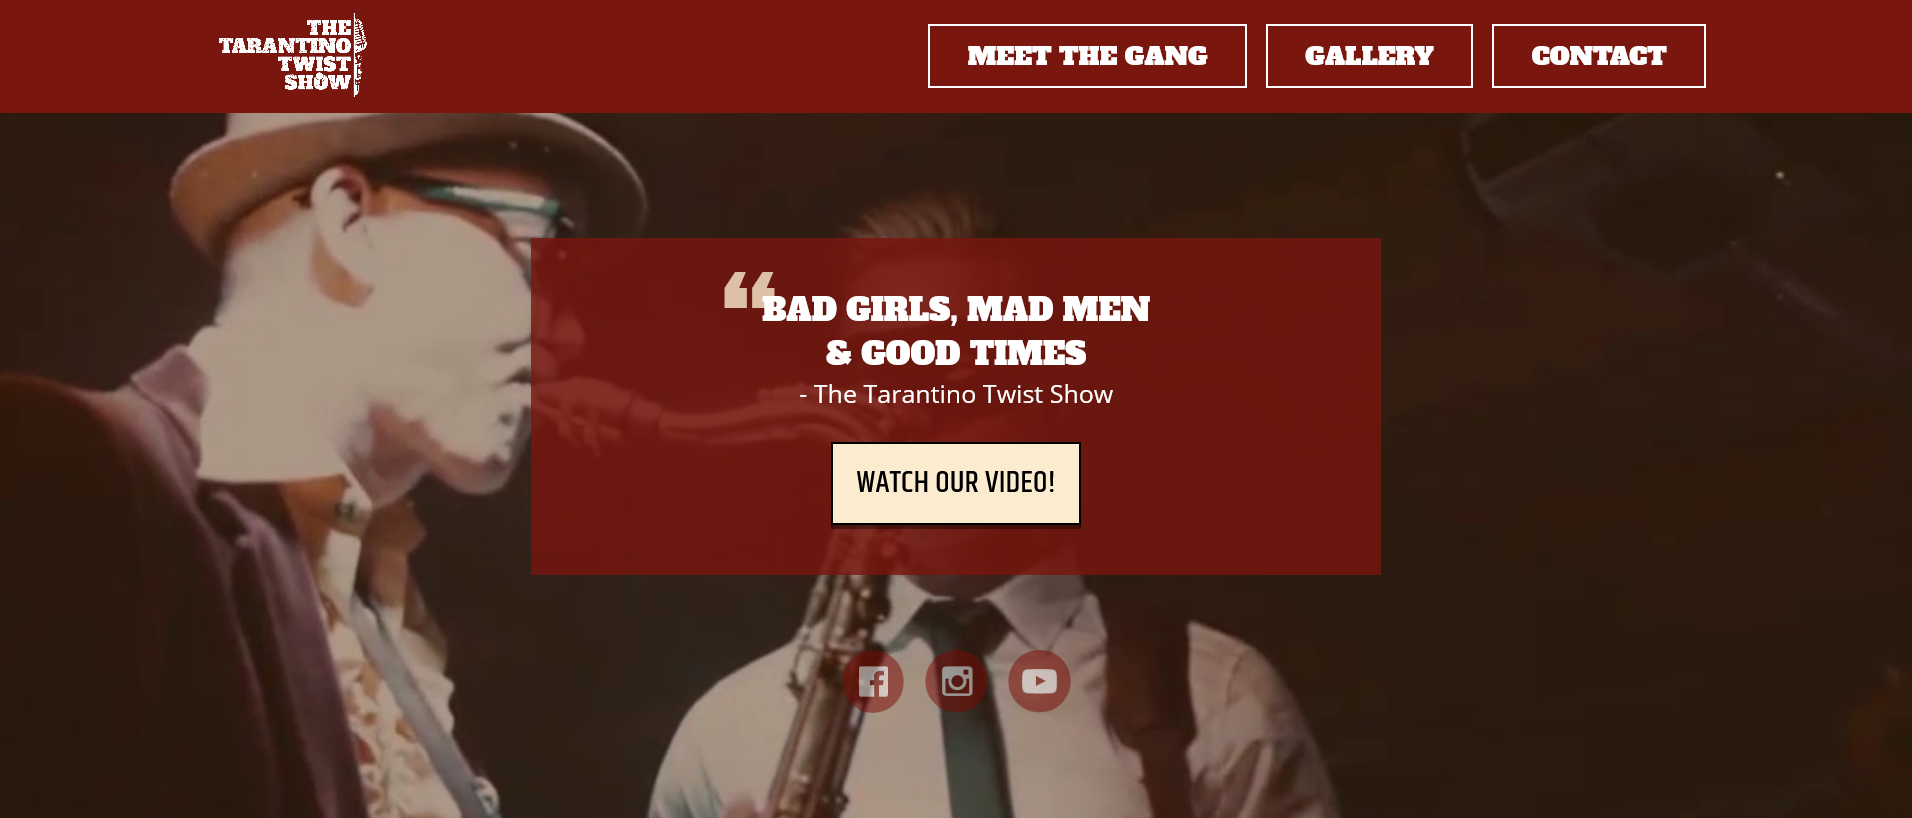 THE
TARANTINO
TWIST
SHOW
MEET THE GANG
GALLERY
CONTACT
“BAD GIRLS, MAD MEN
& GOOD TIMES
- The Tarantino Twist Show
WATCH OUR VIDEO!